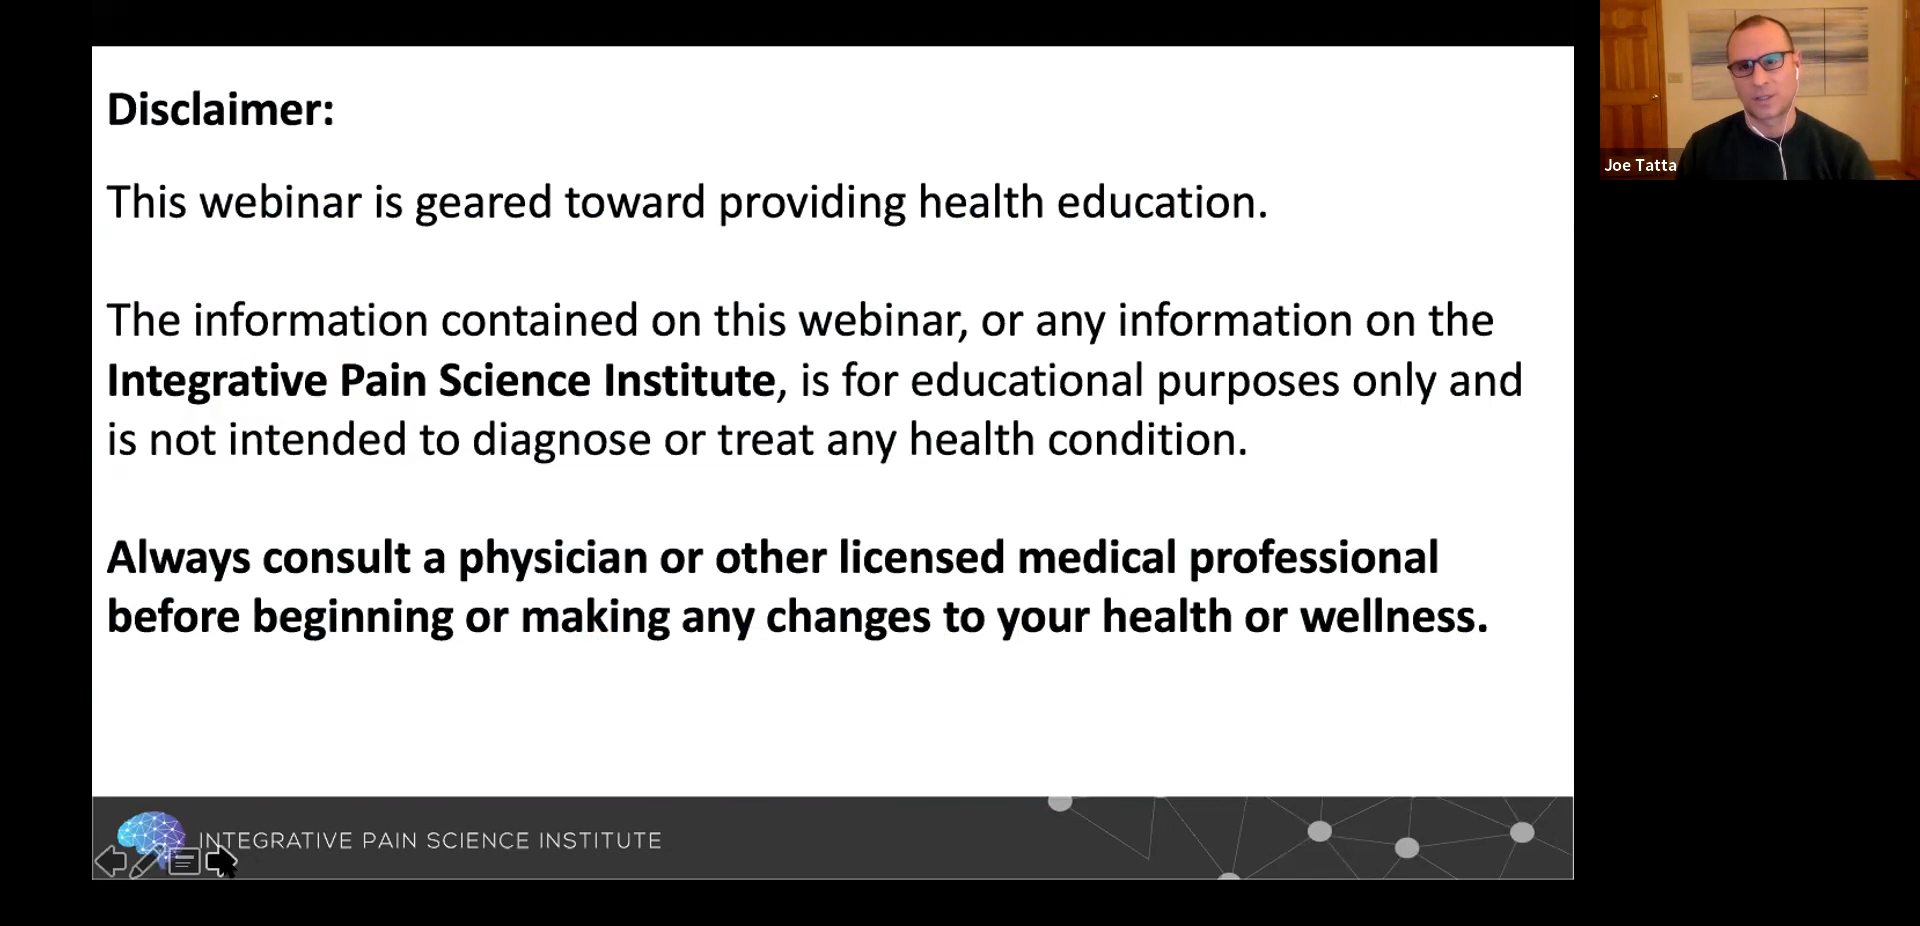 Disclaimer:
This webinar is geared toward providing health education.
The information contained on this webinar, or any information on the
Integrative Pain Science Institute, is for educational purposes only and
is not intended to diagnose or treat any health condition.
Always consult a physician or other licensed medical professional
before beginning or making any changes to your health or wellness.
INTEGRATIVE PAIN SCIENCE INSTITUTE
Joe Tatta